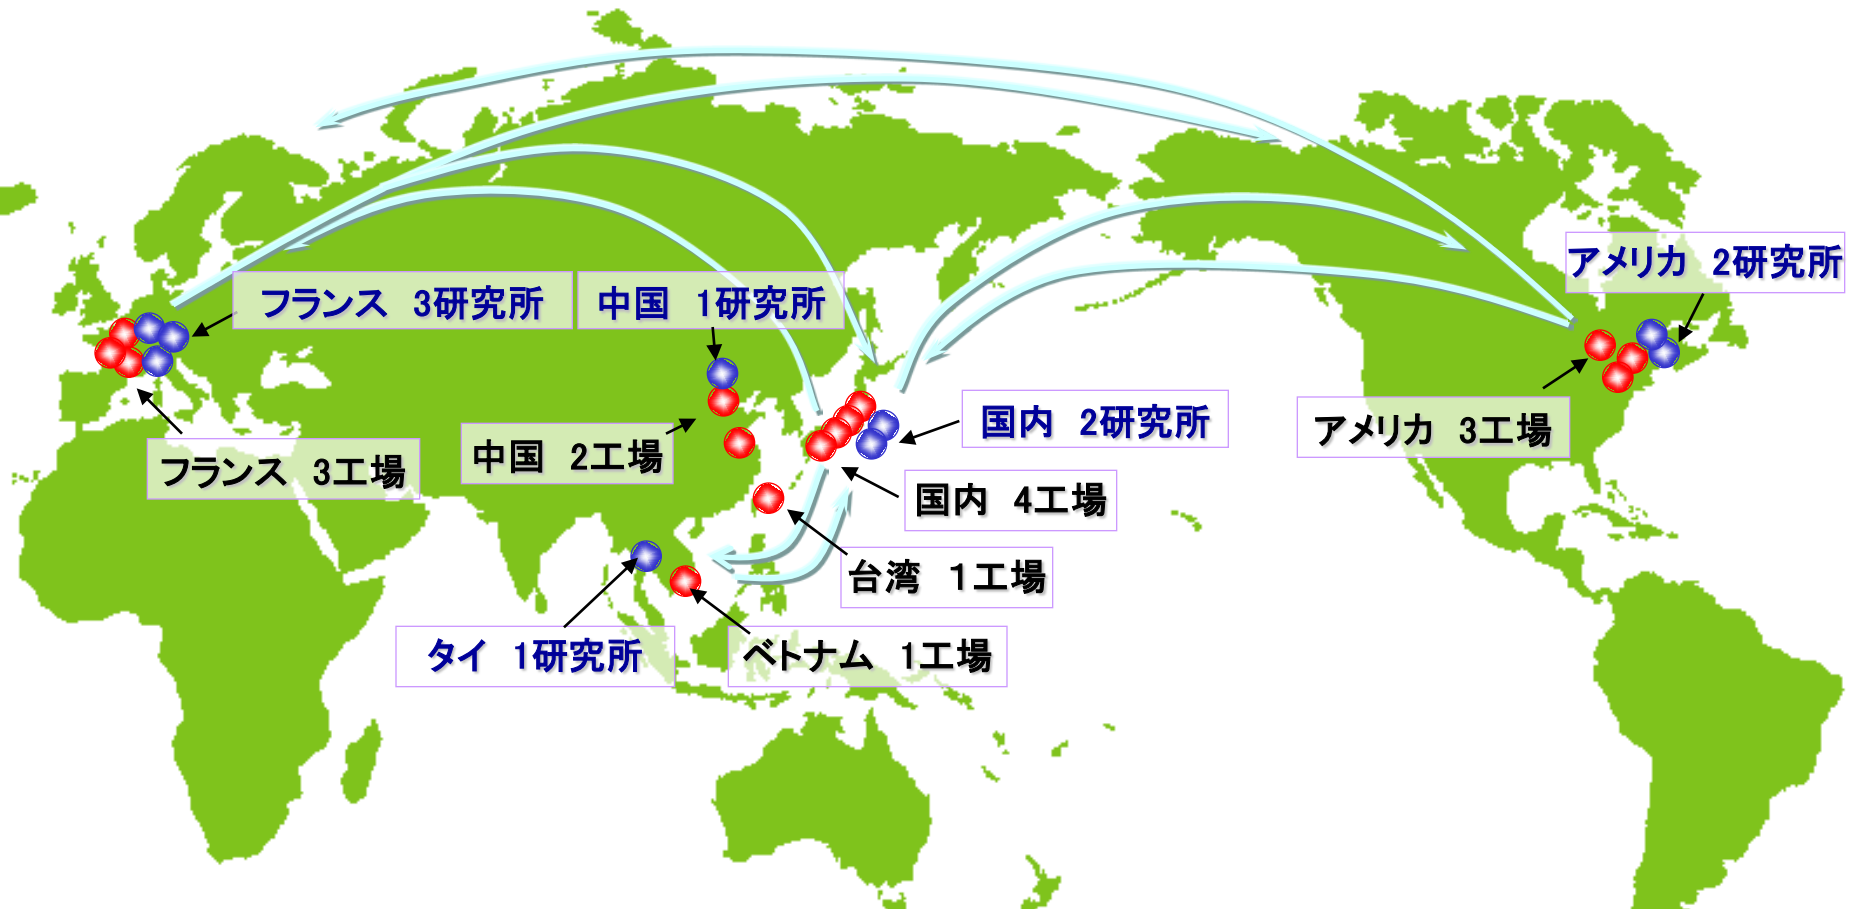 アメリカ 2研究所
フランス 3研究所
中国 1研究所
国内 2研究所
アメリカ 3工場
フランス 3工場
中国 2工場
国内 4工場
台湾 1工場
タイ 1研究所
ベトナム 1工場